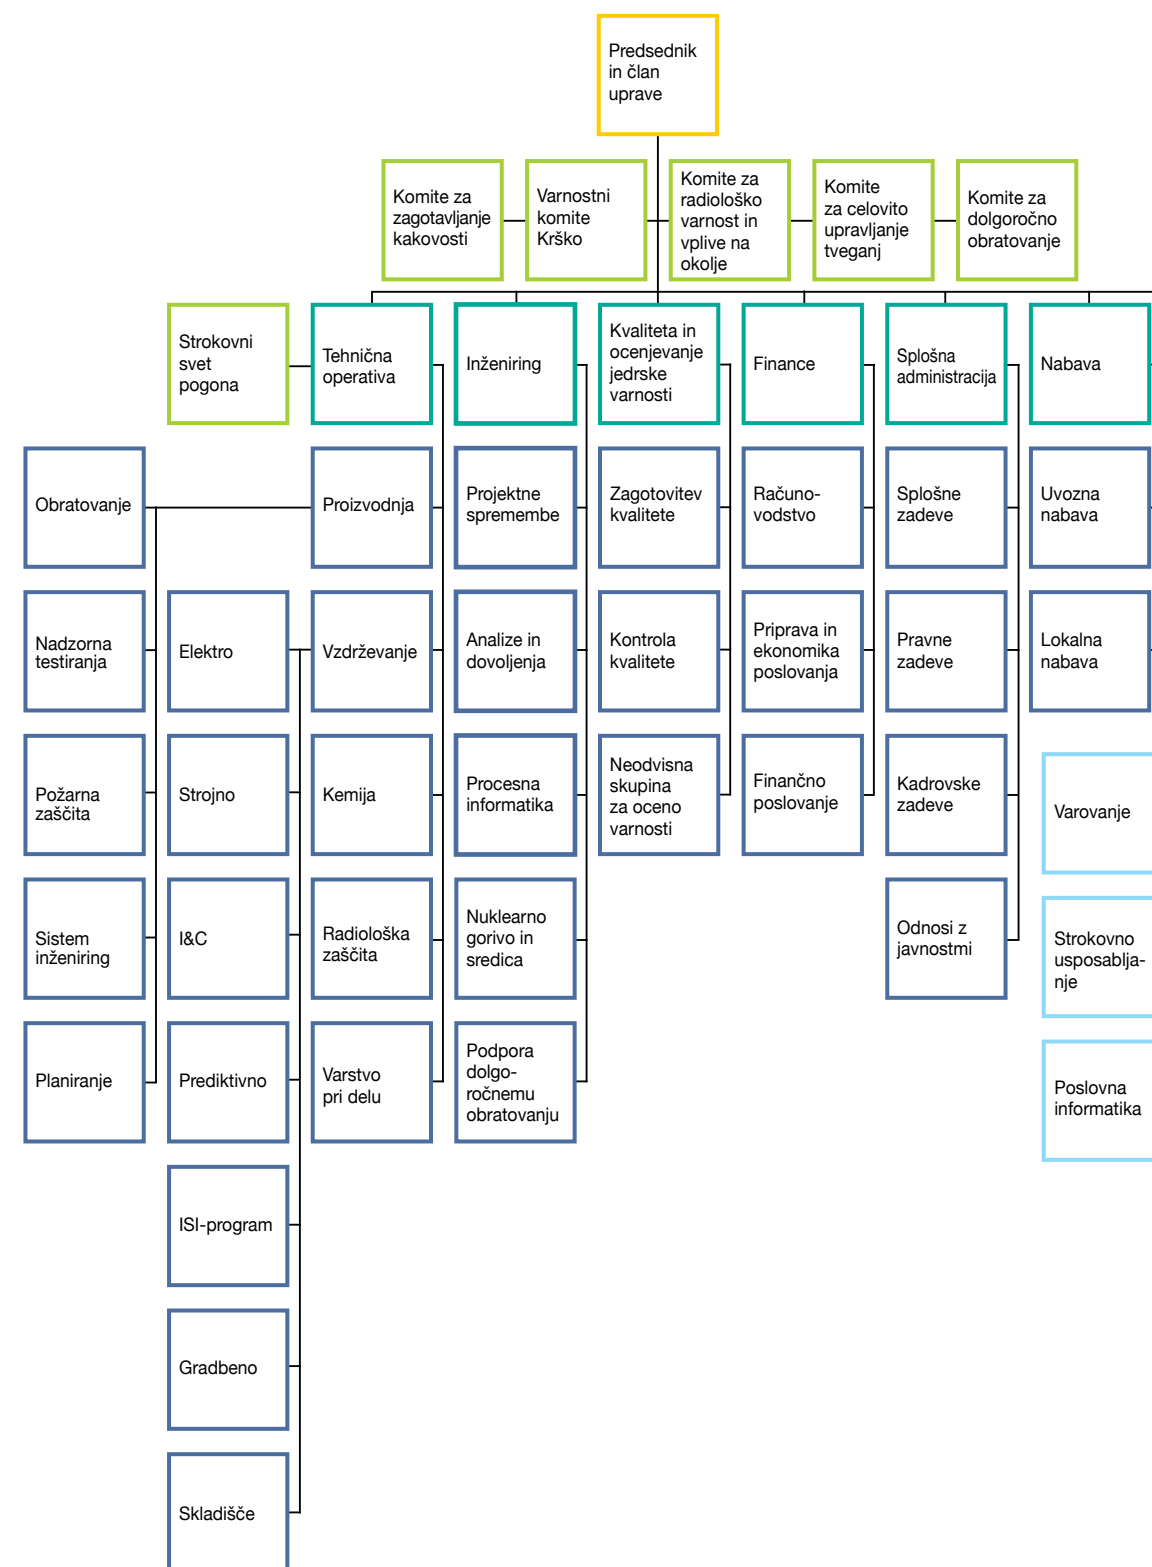 Predsednik
in član
uprave
Komite za
zagotavljanje
kakovosti
Varnostni
komite
Krško
Komite za
radiološko
varnost in
vplive na
okolje
Komite
za celovito
upravljanje
tveganj
Komite za
dolgoročno
obratovanje
Strokovni
svet
pogona
Tehnična
operativa
Inženiring
Kvaliteta in
ocenjevanje
jedrske
varnosti
Finance
Splošna
administracija
Nabava
Obratovanje
Proizvodnja
Projektne
spremembe
Zagotovitev
kvalitete
Računo-
vodstvo
Splošne
zadeve
Uvozna
nabava
Nadzorna
testiranja
Elektro
Vzdrževanje
Analize in
dovoljenja
Kontrola
kvalitete
Priprava in
ekonomika
poslovanja
Pravne
zadeve
Lokalna
nabava
Požarna
zaščita
Strojno
Kemija
Procesna
informatika
Neodvisna
skupina
za oceno
varnosti
Finančno
poslovanje
Kadrovske
zadeve
Varovanje
Sistem
inženiring
I&C
Radiološka
zaščita
Nuklearno
gorivo in
sredica
Odnosi z
javnostmi
Strokovno
usposablja-
nje
Planiranje
Prediktivno
Varstvo
pri delu
Podpora
dolgo-
ročnemu
obratovanju
Poslovna
informatika
ISI-program
Gradbeno
Skladišče